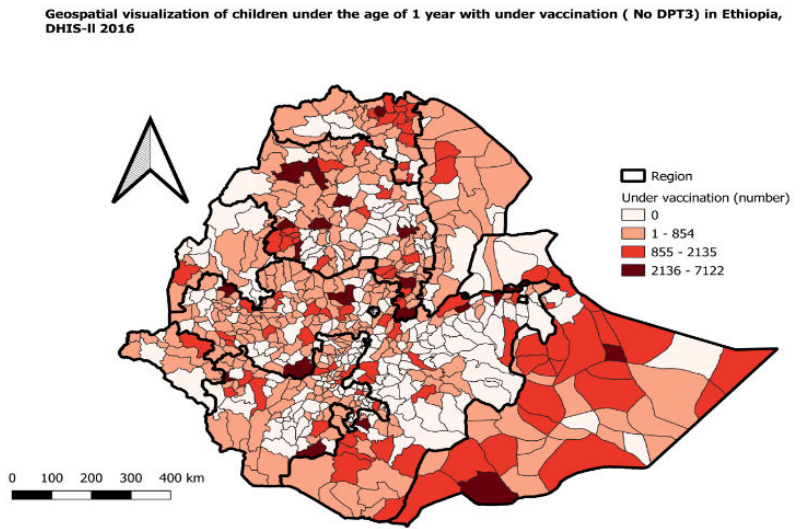 Geospatial visualization of children under the age of 1 year with under vaccination ( No DPT3) in Ethiopia,
DHIS-ll 2016
Region
Under vaccination (number)
0
1 - 854
855 - 2135
2136 - 7122
0 100 200 300 400 km